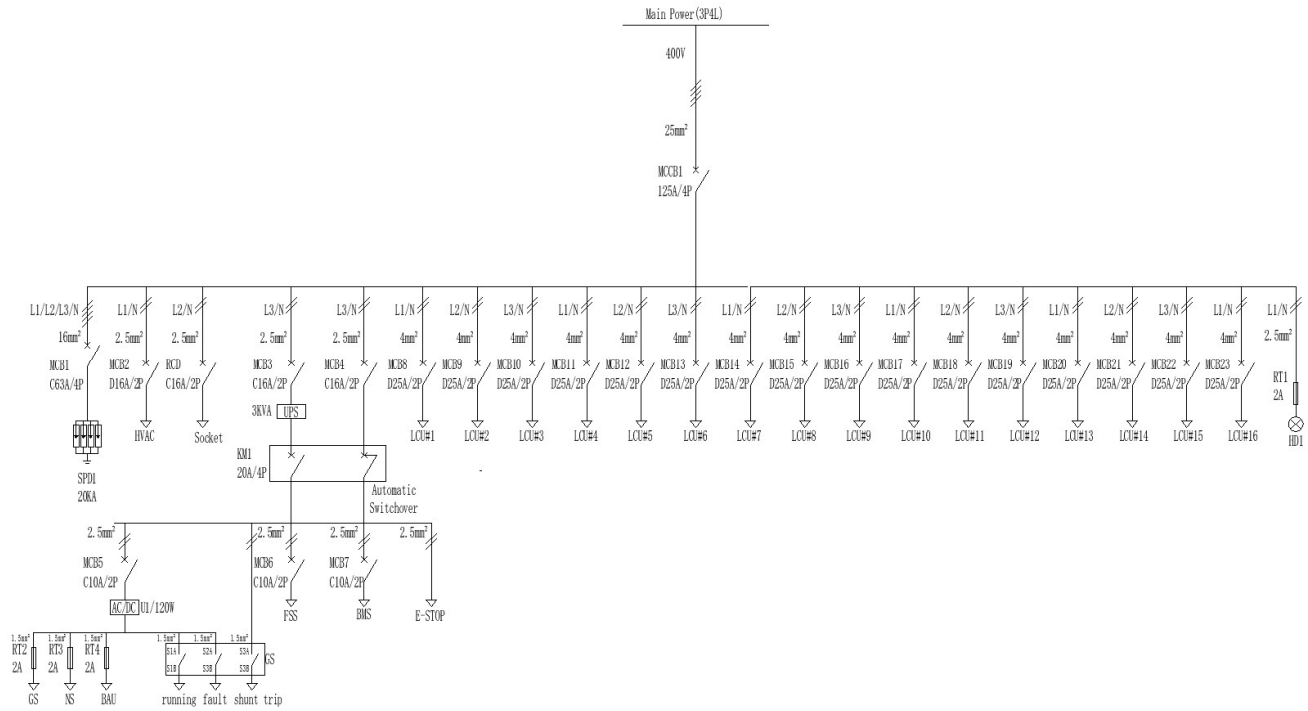 Main Power(3P4L)
400V
25mm²
MCCB1
125A/4P
L1/L2/L3/N L1/N L2/N L3/N L3/N L1/N L2/N L3/N L1/N L2/N L3/N L1/N L2/N L3/N L1/N L2/N L3/N L1/N L2/N L3/N L1/N L1/N
16mm² 2.5mm² 2.5mm² 2.5mm² 2.5mm² 4mm² 4mm² 4mm² 4mm² 4mm² 4mm² 4mm² 4mm² 4mm² 4mm² 4mm² 4mm² 4mm² 4mm² 4mm² 4mm² 2.5mm²
MCB1 MCB2 RCD MCB3 MCB4 MCB8 MCB9 MCB10 MCB11 MCB12 MCB13 MCB14 MCB15 MCB16 MCB17 MCB18 MCB19 MCB20 MCB21 MCB22 MCB23 RT1
C63A/4P D16A/2P C16A/2P C16A/2P C16A/2P D25A/2P D25A/2P D25A/2P D25A/2P D25A/2P D25A/2P D25A/2P D25A/2P D25A/2P D25A/2P D25A/2P D25A/2P D25A/2P D25A/2P D25A/2P D25A/2P 2A
3KVA UPS
HVAC Socket LCU#1 LCU#2 LCU#3 LCU#4 LCU#5 LCU#6 LCU#7 LCU#8 LCU#9 LCU#10 LCU#11 LCU#12 LCU#13 LCU#14 LCU#15 LCU#16 HD1
KM1
20A/4P
SPD1
20KA
Automatic
Switchover
2.5mm² 2.5mm² 2.5mm² 2.5mm²
MCB5 MCB6 MCB7
C10A/2P C10A/2P C10A/2P
AC/DC U1/120W
FSS BMS E-STOP
1.5mm² 1.5mm² 1.5mm² 1.5mm² 1.5mm² 1.5mm²
RT2 RT3 RT4 S1A S2A S3A
2A 2A 2A S1B S3B S3B GS
GS NS BAU running fault shunt trip